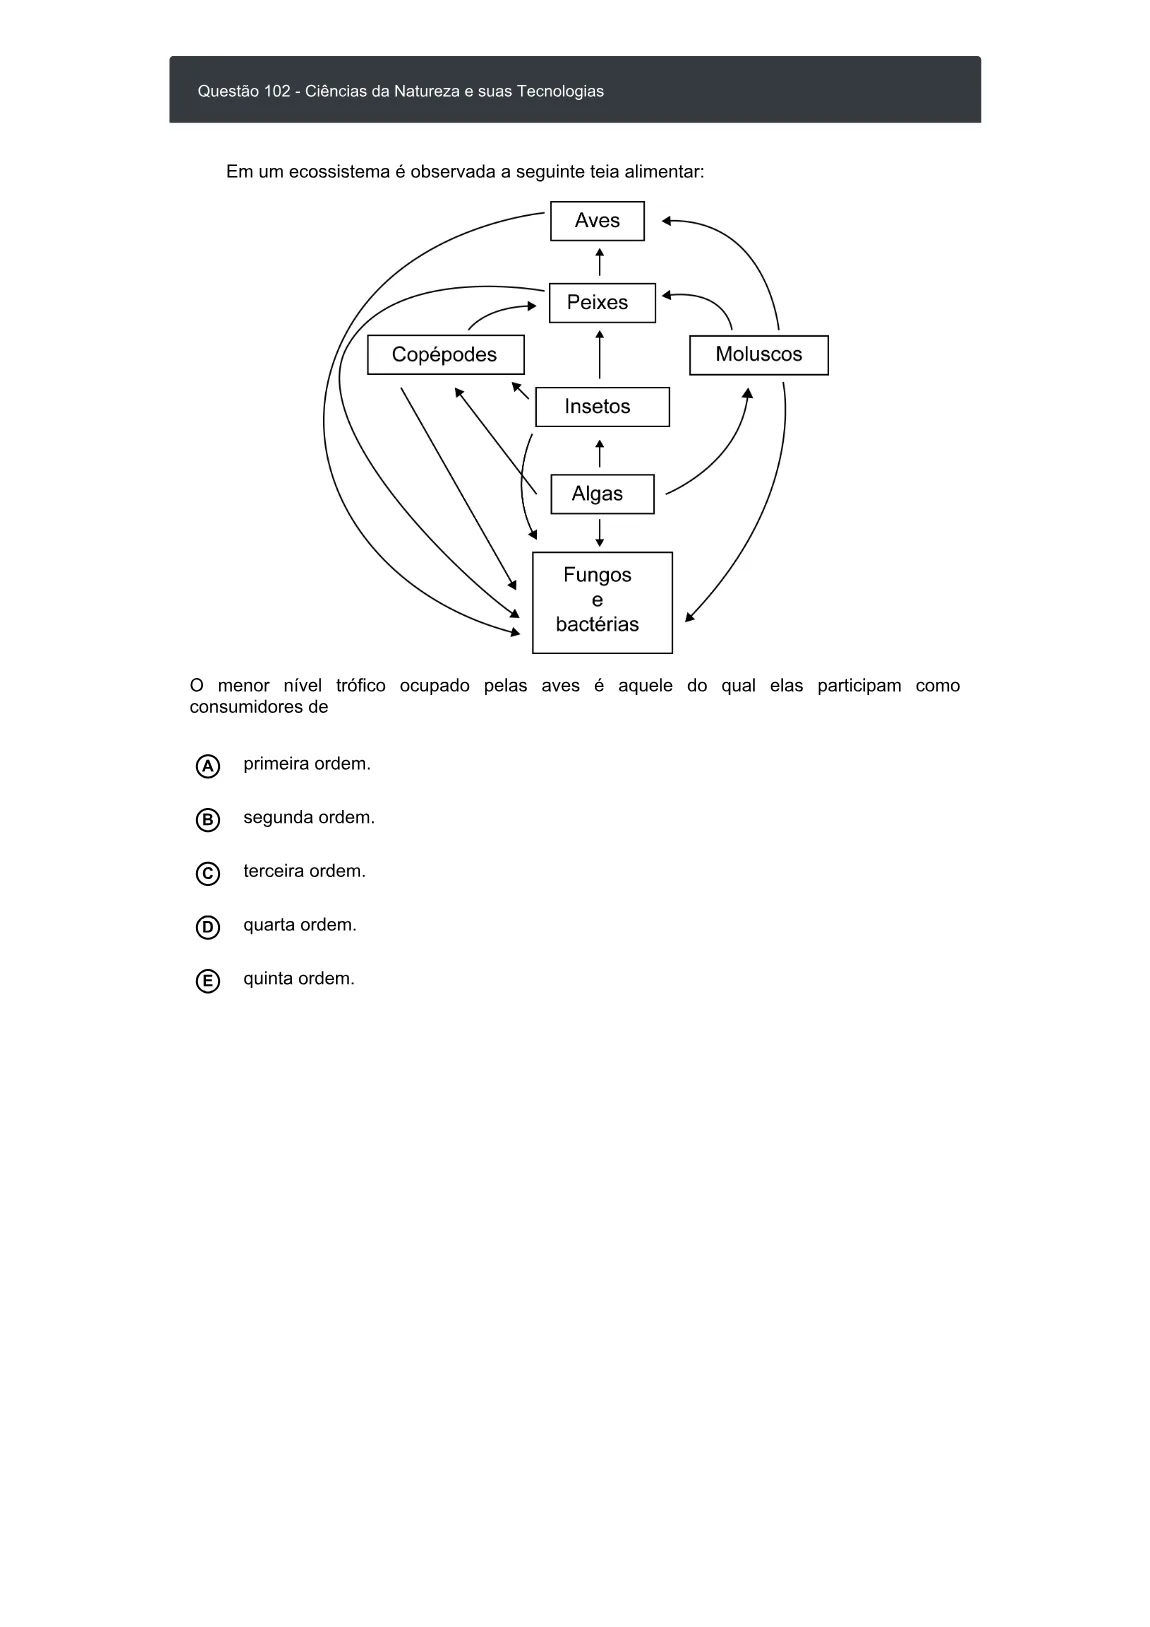 Questão 102 - Ciências da Natureza e suas Tecnologias
Em um ecossistema é observada a seguinte teia alimentar:
Aves
Peixes
Copépodes
Moluscos
Insetos
Algas
Fungos
e
bactérias
O menor nível trófico ocupado pelas aves é aquele do qual elas participam como
consumidores de
A primeira ordem.
B segunda ordem.
C terceira ordem.
D quarta ordem.
E quinta ordem.